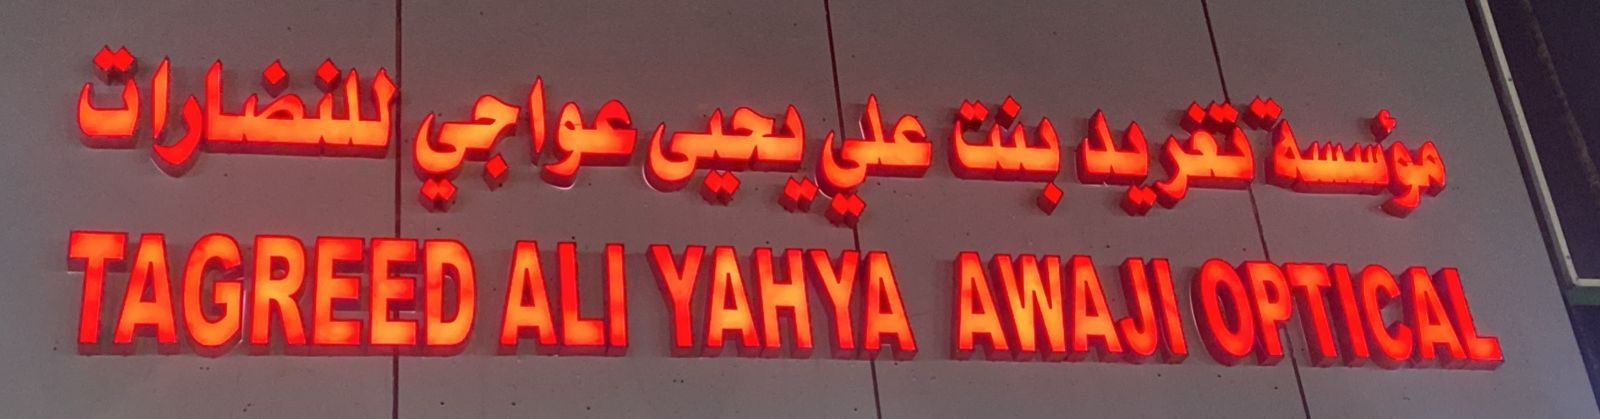 مؤسسة تغريد بنت علي يحيى عواجي للنضارات
TAGREED ALI YAHYA AWAJI OPTICAL